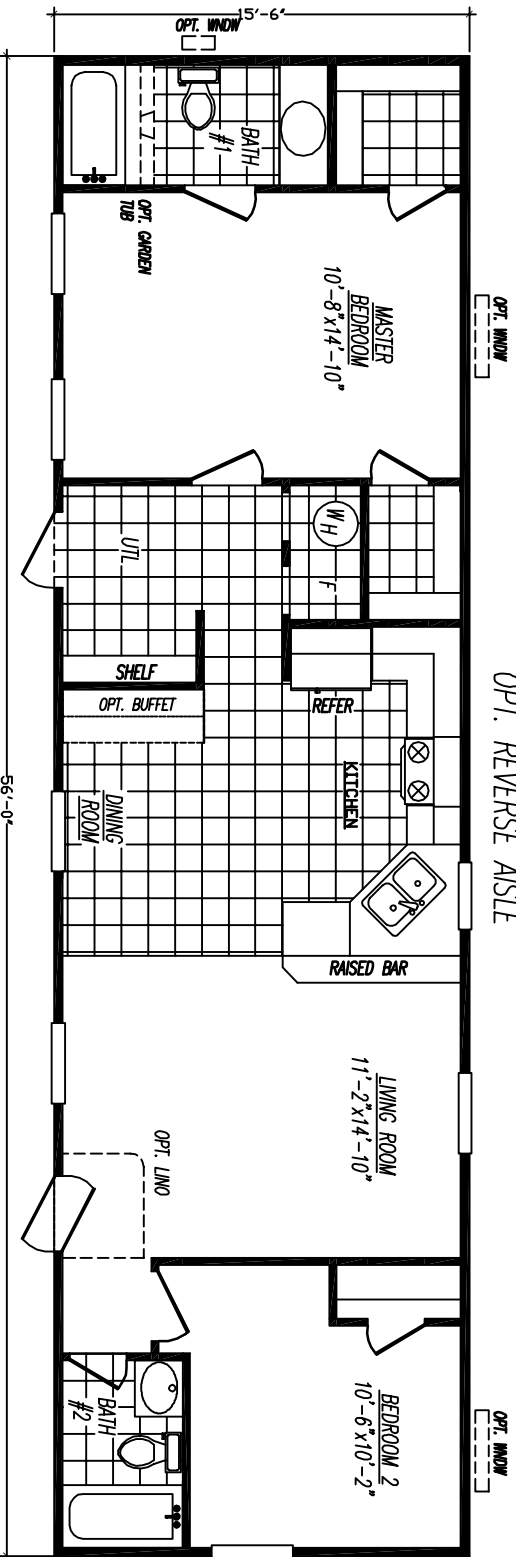 15'-6"
OPT. WNDW
BATH
#1
OPT. GARDEN
TUB
MASTER
BEDROOM
10'-8"x14'-10"
OPT. WNDW
UTL
W H
F
SHELF
OPT. BUFFET
REFER
KITCHEN
DINING
ROOM
RAISED BAR
OPT. REVERSE AISLE
56'-0"
LIVING ROOM
11'-2"x14'-10"
OPT. LINO
BATH
#2
BEDROOM 2
10'-6"x10'-2"
OPT. WNDW